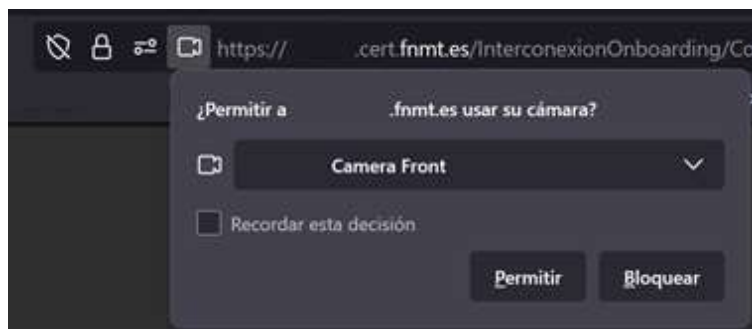 https:// .cert.fnmt.es/InterconexionOnboarding/Co
¿Permitir a .fnmt.es usar su cámara?
Camera Front
Recordar esta decisión
Permitir Bloquear